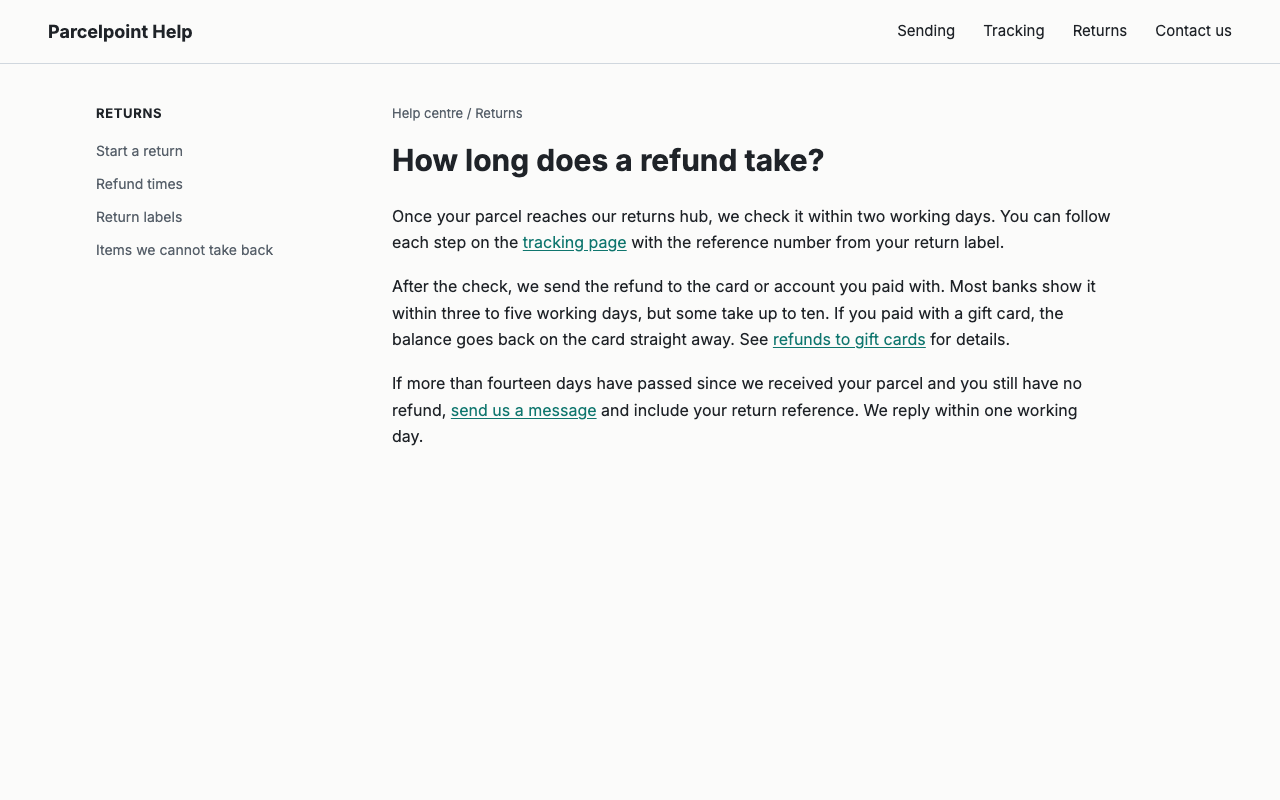 Parcelpoint Help
Sending
Tracking
Returns
Contact us
RETURNS
Start a return
Refund times
Return labels
Items we cannot take back
Help centre / Returns
How long does a refund take?
Once your parcel reaches our returns hub, we check it within two working days. You can follow
each step on the tracking page with the reference number from your return label.
After the check, we send the refund to the card or account you paid with. Most banks show it
within three to five working days, but some take up to ten. If you paid with a gift card, the
balance goes back on the card straight away. See refunds to gift cards for details.
If more than fourteen days have passed since we received your parcel and you still have no
refund, send us a message and include your return reference. We reply within one working
day.